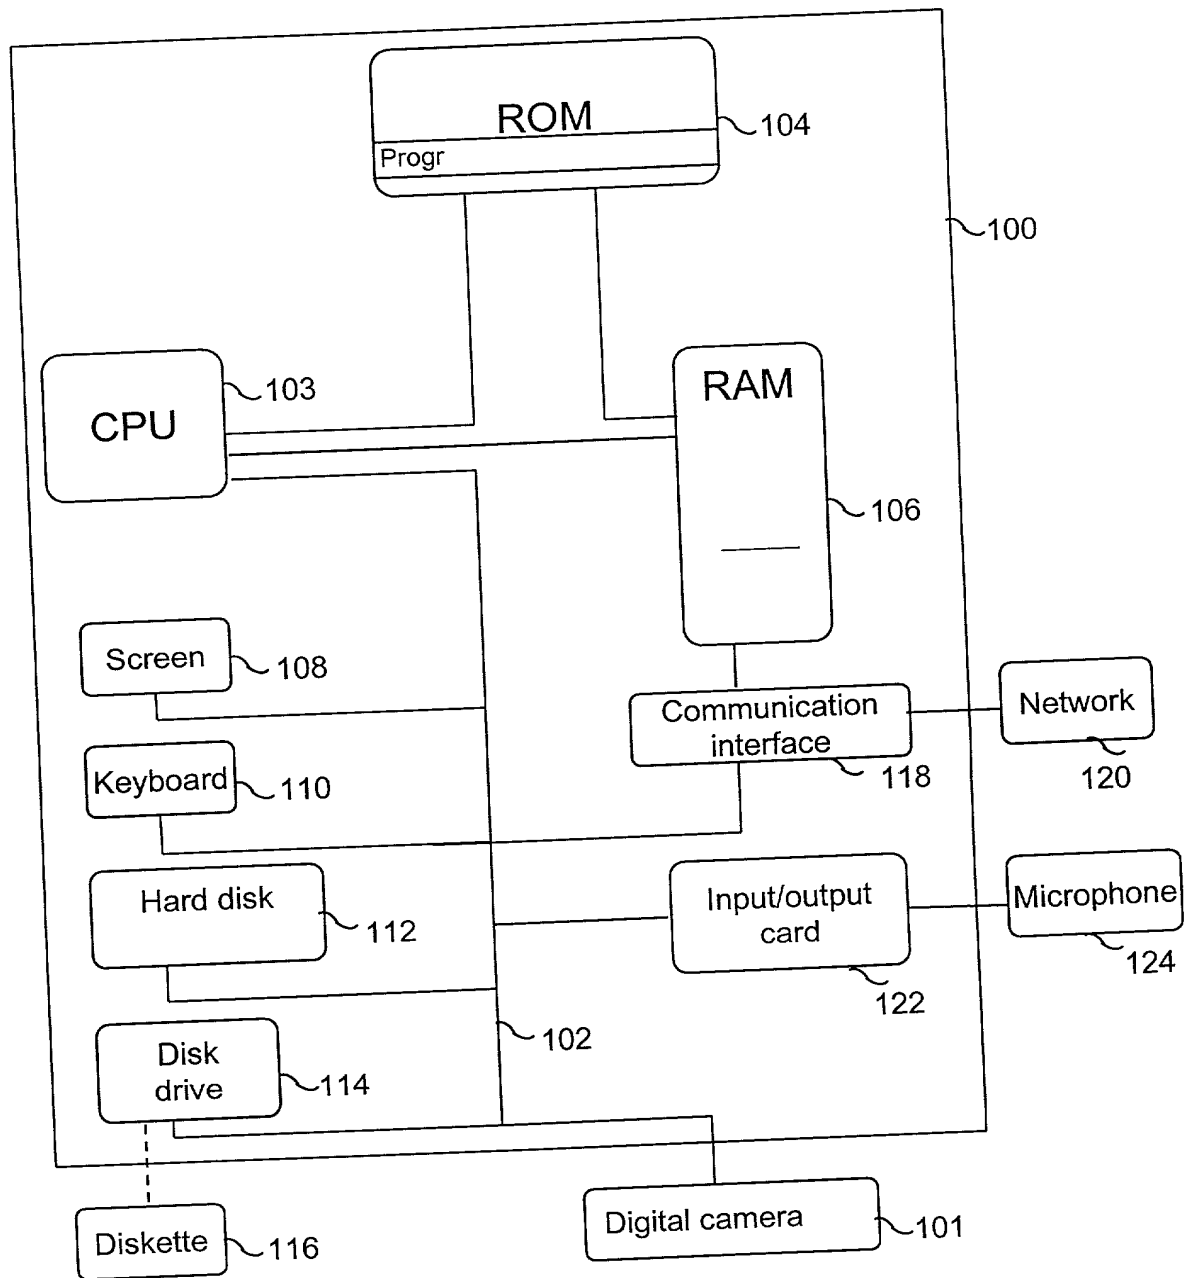 ROM
104
Progr
100
CPU
103
RAM
106
Screen
108
Communication
interface
118
Network
120
Keyboard
110
Hard disk
112
Input/output
card
122
Microphone
124
102
Disk
drive
114
Diskette
116
Digital camera
101